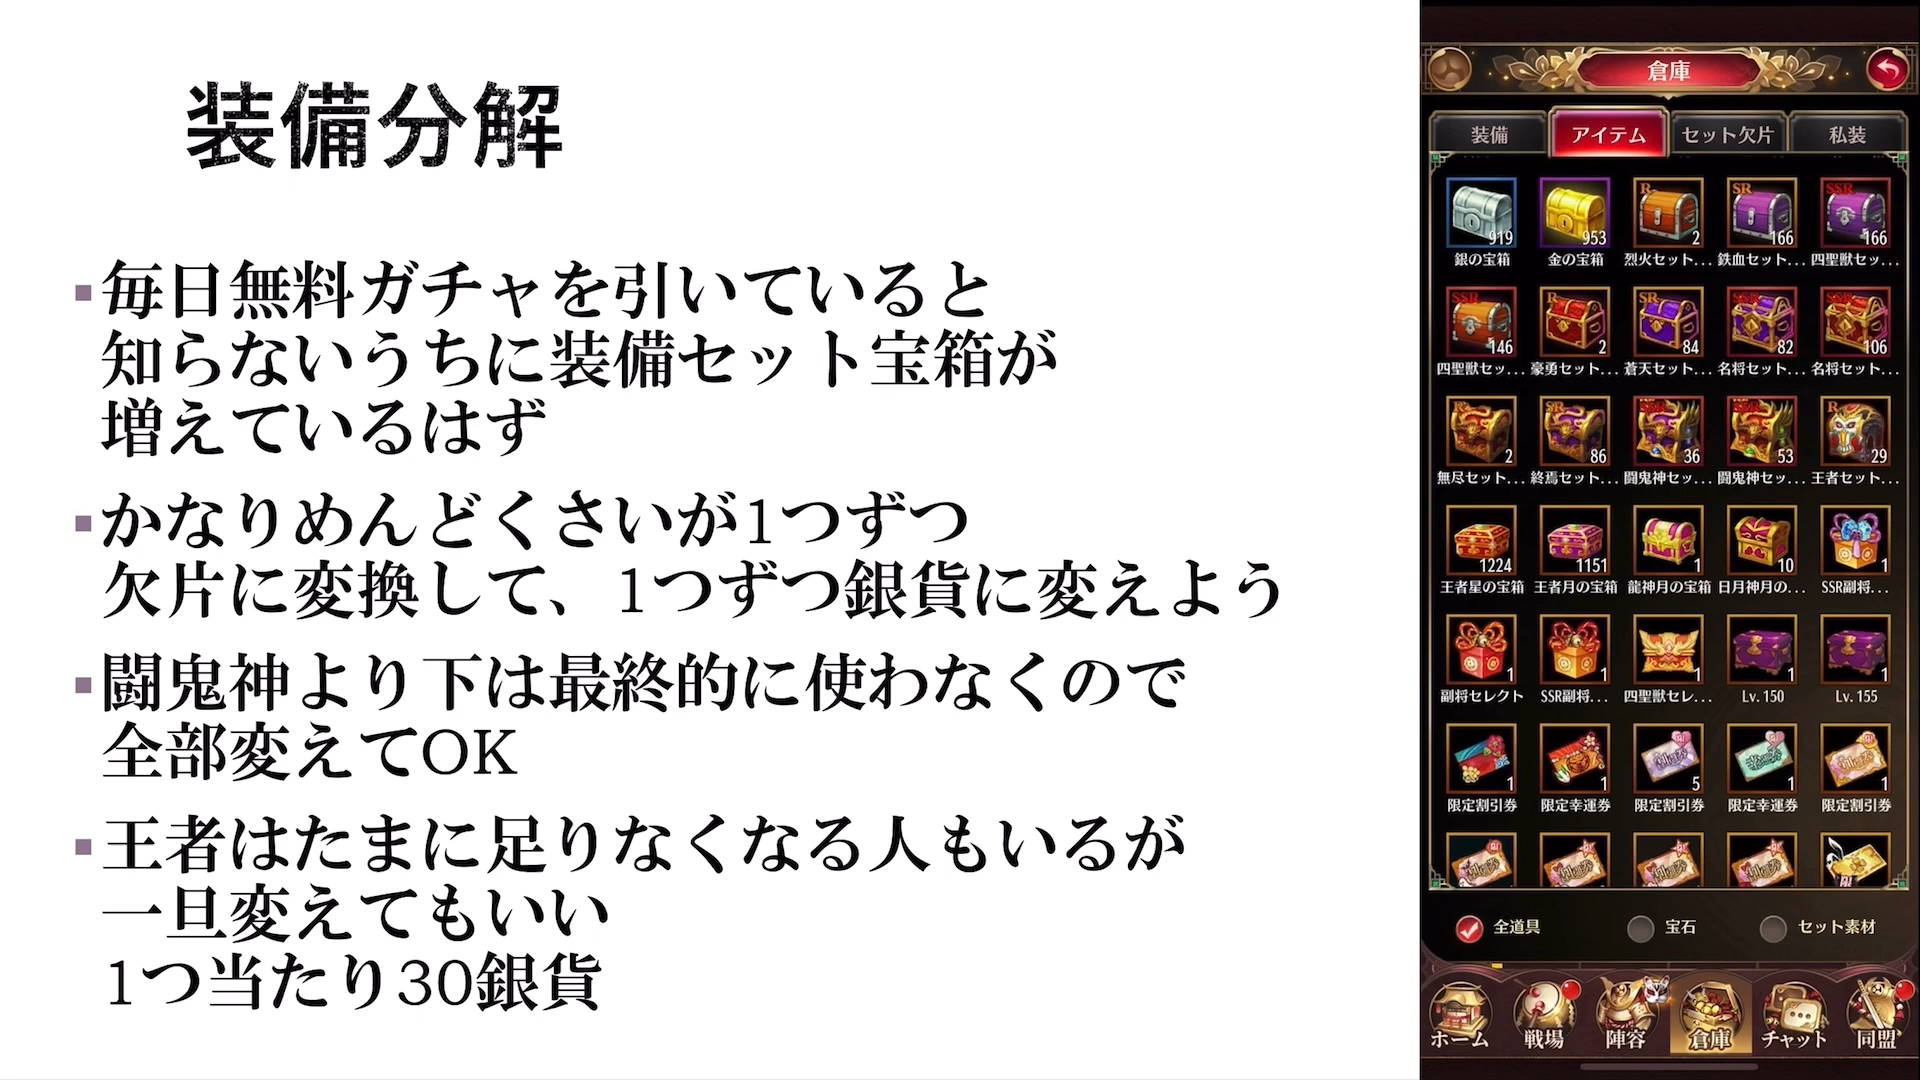 装備分解
▪毎日無料ガチャを引いていると
知らないうちに装備セット宝箱が
増えているはず
▪かなりめんどくさいが1つずつ
欠片に変換して、1つずつ銀貨に変えよう
▪闘鬼神より下は最終的に使わなくので
全部変えてOK
▪王者はたまに足りなくなる人もいるが
一旦変えてもいい
1つ当たり30銀貨
倉庫
装備 アイテム セット欠片 私装
R SR SSR
919 953 2 166 166
銀の宝箱 金の宝箱 烈火セット... 鉄血セット... 四聖獣セッ...
SSR R SR SSR SSR
146 2 84 82 106
四聖獣セッ... 豪勇セット... 蒼天セット... 名将セット... 名将セット...
R SR SSR SSR R
2 86 36 53 29
無尽セット... 終焉セット... 闘鬼神セッ... 闘鬼神セッ... 王者セット...
1224 1151 1 10 1
王者星の宝箱 王者月の宝箱 龍神月の宝箱 日月神月の... SSR副将...
1 1 1 1 1
副将セレクト SSR副将... 四聖獣セレ... Lv. 150 Lv. 155
1 1 5 1 1
限定割引券 限定幸運券 限定割引券 限定幸運券 限定割引券
全道具 宝石 セット素材
ホーム 戦場 陣容 倉庫 チャット 同盟